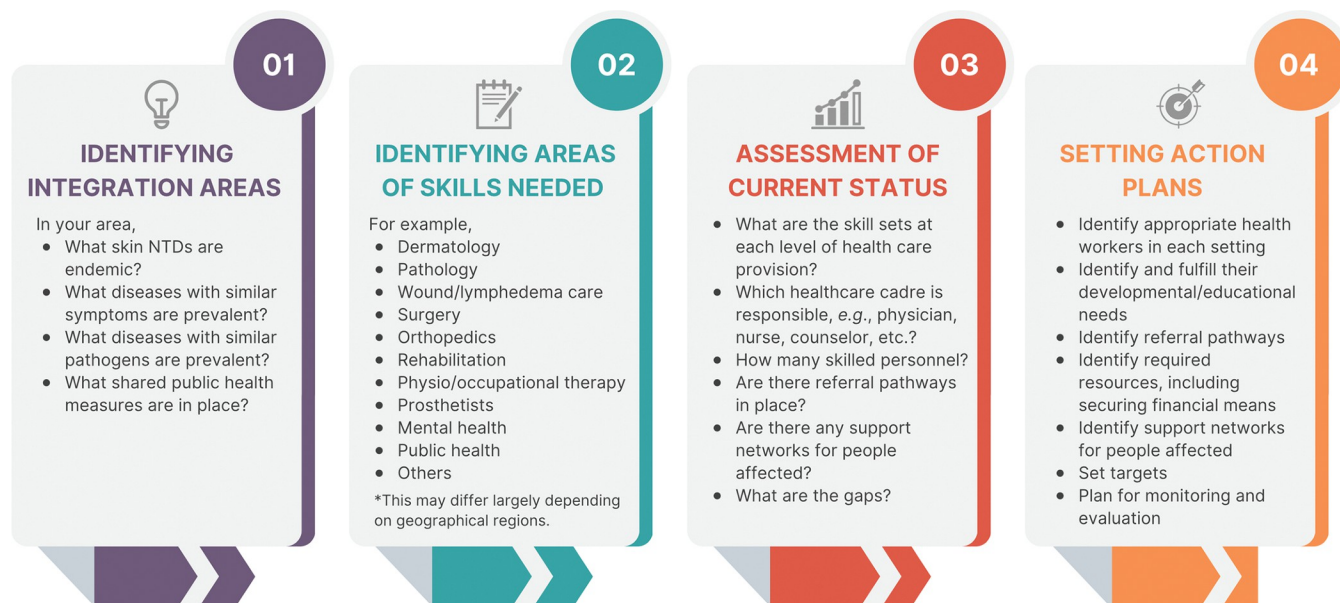 01
IDENTIFYING
INTEGRATION AREAS
In your area,
• What skin NTDs are
endemic?
• What diseases with similar
symptoms are prevalent?
• What diseases with similar
pathogens are prevalent?
• What shared public health
measures are in place?
02
IDENTIFYING AREAS
OF SKILLS NEEDED
For example,
• Dermatology
• Pathology
• Wound/lymphedema care
• Surgery
• Orthopedics
• Rehabilitation
• Physio/occupational therapy
• Prosthetists
• Mental health
• Public health
• Others
*This may differ largely depending
on geographical regions.
03
ASSESSMENT OF
CURRENT STATUS
• What are the skill sets at
each level of health care
provision?
• Which healthcare cadre is
responsible, e.g., physician,
nurse, counselor, etc.?
• How many skilled personnel?
• Are there referral pathways
in place?
• Are there any support
networks for people
affected?
• What are the gaps?
04
SETTING ACTION
PLANS
• Identify appropriate health
workers in each setting
• Identify and fulfill their
developmental/educational
needs
• Identify referral pathways
• Identify required
resources, including
securing financial means
• Identify support networks
for people affected
• Set targets
• Plan for monitoring and
evaluation